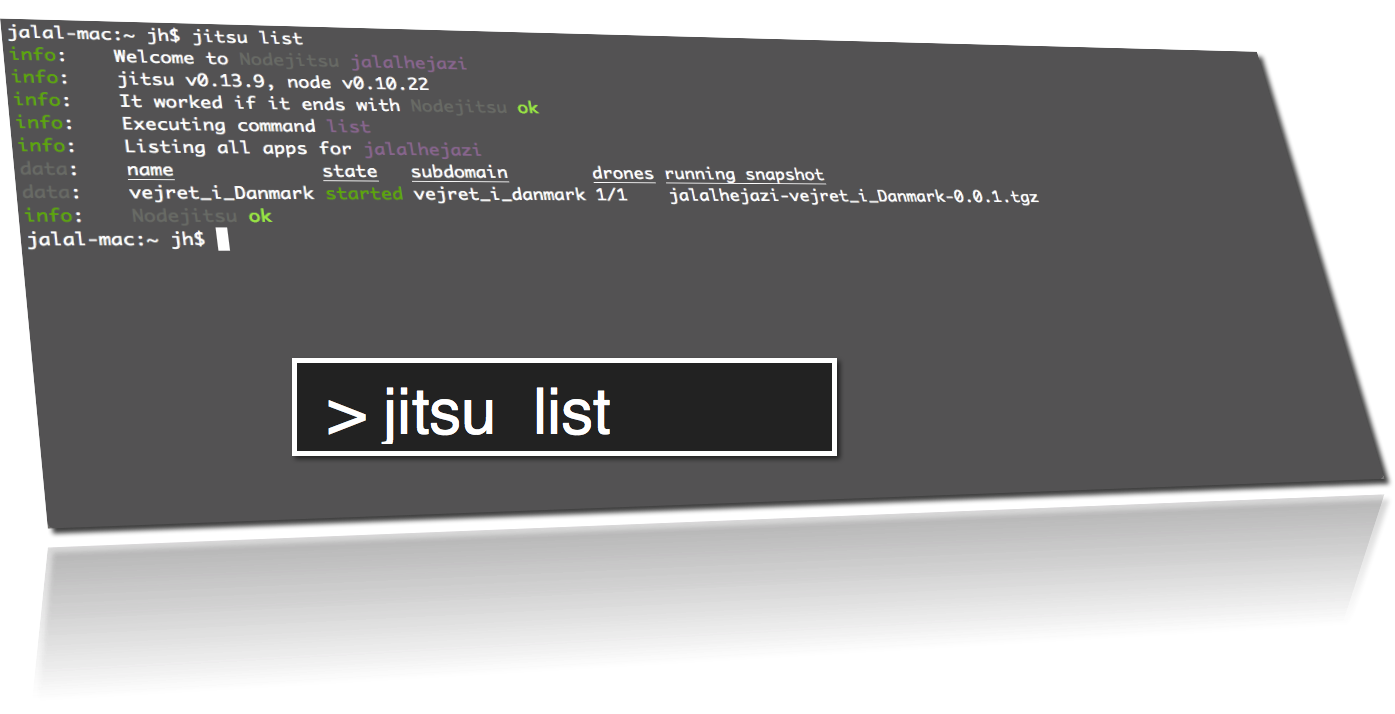 jalal-mac:~ jh$ jitsu list
info: Welcome to Nodejitsu jalalhejazi
info: jitsu v0.13.9, node v0.10.22
info: It worked if it ends with Nodejitsu ok
info: Executing command list
info: Listing all apps for jalalhejazi
data: name state subdomain drones running snapshot
data: vejret_i_Danmark started vejret_i_danmark 1/1 jalalhejazi-vejret_i_Danmark-0.0.1.tgz
info: Nodejitsu ok
jalal-mac:~ jh$
> jitsu list